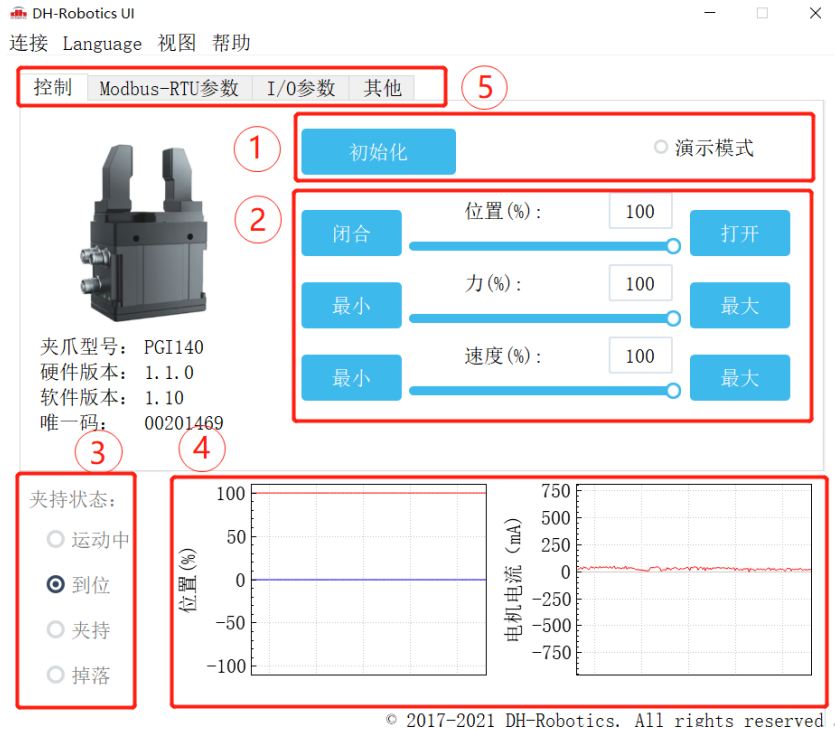 DH-Robotics UI
连接 Language 视图 帮助
控制 Modbus-RTU参数 I/O参数 其他
5
1
初始化
演示模式
2
位置(%): 100
闭合
打开
力(%): 100
最小
最大
速度(%): 100
最小
最大
夹爪型号: PGI140
硬件版本: 1.1.0
软件版本: 1.10
唯一码: 00201469
3
4
夹持状态:
运动中
到位
夹持
掉落
位置(%)
100
50
0
-50
-100
电机电流 (mA)
750
500
250
0
-250
-500
-750
© 2017-2021 DH-Robotics. All rights reserved